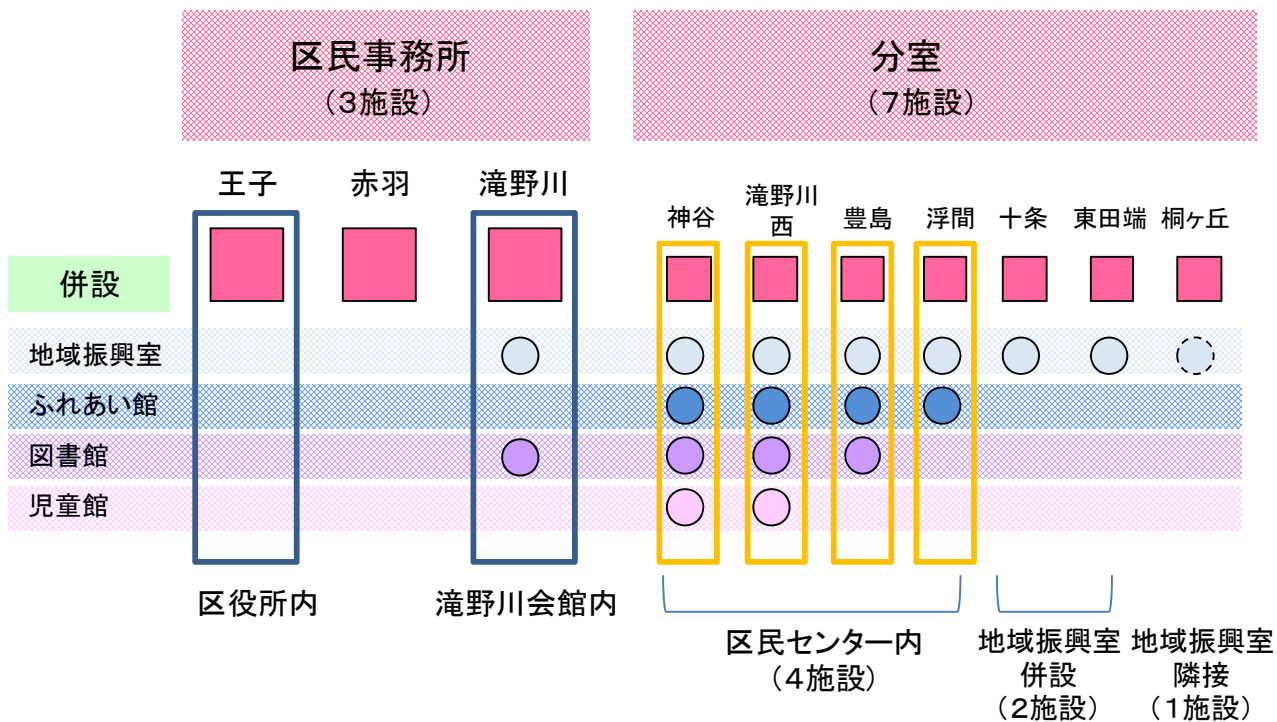 区民事務所
（3施設）
分室
（7施設）
王子
赤羽
滝野川
神谷
滝野川
西
豊島
浮間
十条
東田端
桐ヶ丘
併設
地域振興室
ふれあい館
図書館
児童館
区役所内
滝野川会館内
区民センター内
（4施設）
地域振興室
併設
（2施設）
地域振興室
隣接
（1施設）